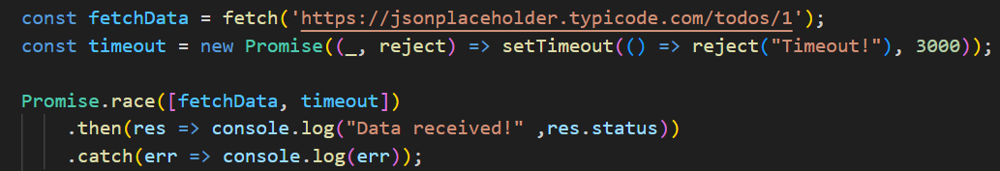 const fetchData = fetch('https://jsonplaceholder.typicode.com/todos/1');
const timeout = new Promise((_, reject) => setTimeout(() => reject("Timeout!"), 3000));

Promise.race([fetchData, timeout])
    .then(res => console.log("Data received!" ,res.status))
    .catch(err => console.log(err));